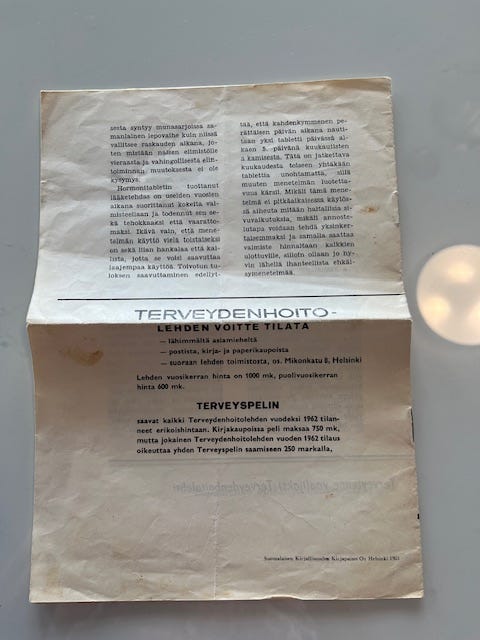 sesta syntyy munasarjoissa sa-
manlainen lepovaihe kuin niissä
vallitsee raskauden aikana, jo-
ten mistään naisen elimistölle
vieraasta ja vahingollisesta elin-
toiminnan muutoksesta ei ole
kysymys.
Hormonitabletin tuottanut
lääketehdas on useiden vuosien
aikana suorittanut kokeita val-
misteellaan ja todennut sen se-
kä tehokkaaksi että vaaratto-
maksi. Ikävä vain, että mene-
telmän käyttö vielä toistaiseksi
on sekä liian hankalaa että kal-
lista, jotta se voisi saavuttaa
laajempaa käyttöä. Toivotun tu-
loksen saavuttaminen edellyt-
tää, että kahdenkymmenen pe-
rättäisen päivän aikana nauti-
taan yksi tabletti päivässä al-
kaen 5. päivänä kuukautisten
alkamisesta. Tätä on jatkettava
kuukaudesta toiseen yhtäkään
tablettia unohtamatta, sillä
muuten menetelmän luotetta-
vuus kärsii. Mikäli tämä mene-
telmä ei pitkäaikaisessa käytös-
sä aiheuta mitään haitallisia si-
vuvaikutuksia, mikäli annoste-
lutapa voidaan tehdä yksinker-
taisemmaksi ja samalla saattaa
valmiste hinnaltaan kaikkien
ulottuville, silloin ollaan jo hy-
vin lähellä ihanteellista ehkäi-
symenetelmää.
TERVEYDENHOITO-
LEHDEN VOITTE TILATA
— lähimmältä asiamieheltä
— postista, kirja- ja paperikaupoista
— suoraan lehden toimistosta, os. Mikonkatu 8, Helsinki
Lehden vuosikerran hinta on 1000 mk, puolivuosikerran
hinta 600 mk.
TERVEYSPELIN
saavat kaikki Terveydenhoitolehden vuodeksi 1962 tilan-
neet erikoishintaan. Kirjakaupoissa peli maksaa 750 mk,
mutta jokainen Terveydenhoitolehden vuoden 1962 tilaus
oikeuttaa yhden Terveyspelin saamiseen 250 markalla,
Suomalaisen Kirjallisuuden Kirjapaino Oy Helsinki 1961